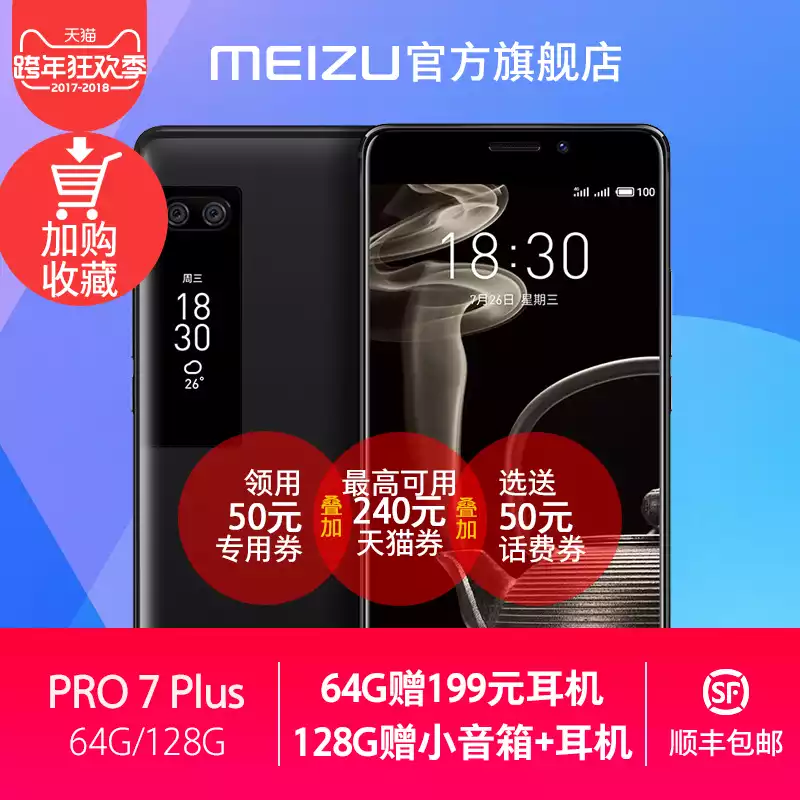 天猫
跨年狂欢季
2017-2018
MEIZU官方旗舰店
加购
收藏
周三
18
30
26°
100
18:30
7月26日 星期三
领用
50元
专用券
叠加
最高可用
240元
天猫券
叠加
选送
50元
话费券
PRO 7 Plus
64G/128G
64G赠199元耳机
128G赠小音箱+耳机
SF
顺丰包邮